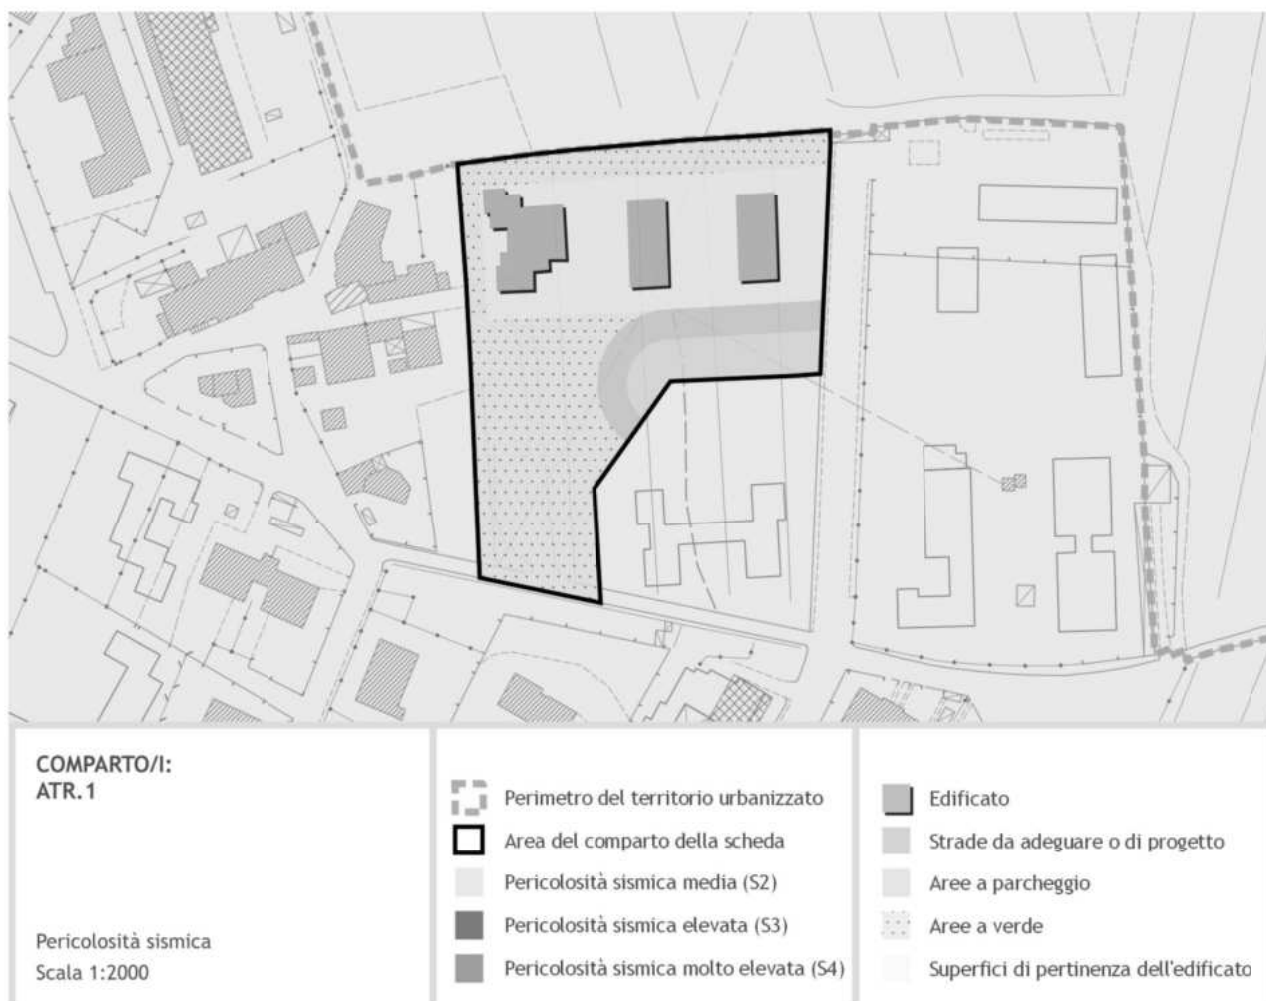 COMPARTO/I:
ATR.1
Pericolosità sismica
Scala 1:2000
Perimetro del territorio urbanizzato
Area del comparto della scheda
Pericolosità sismica media (S2)
Pericolosità sismica elevata (S3)
Pericolosità sismica molto elevata (S4)
Edificato
Strade da adeguare o di progetto
Aree a parcheggio
Aree a verde
Superfici di pertinenza dell'edificato